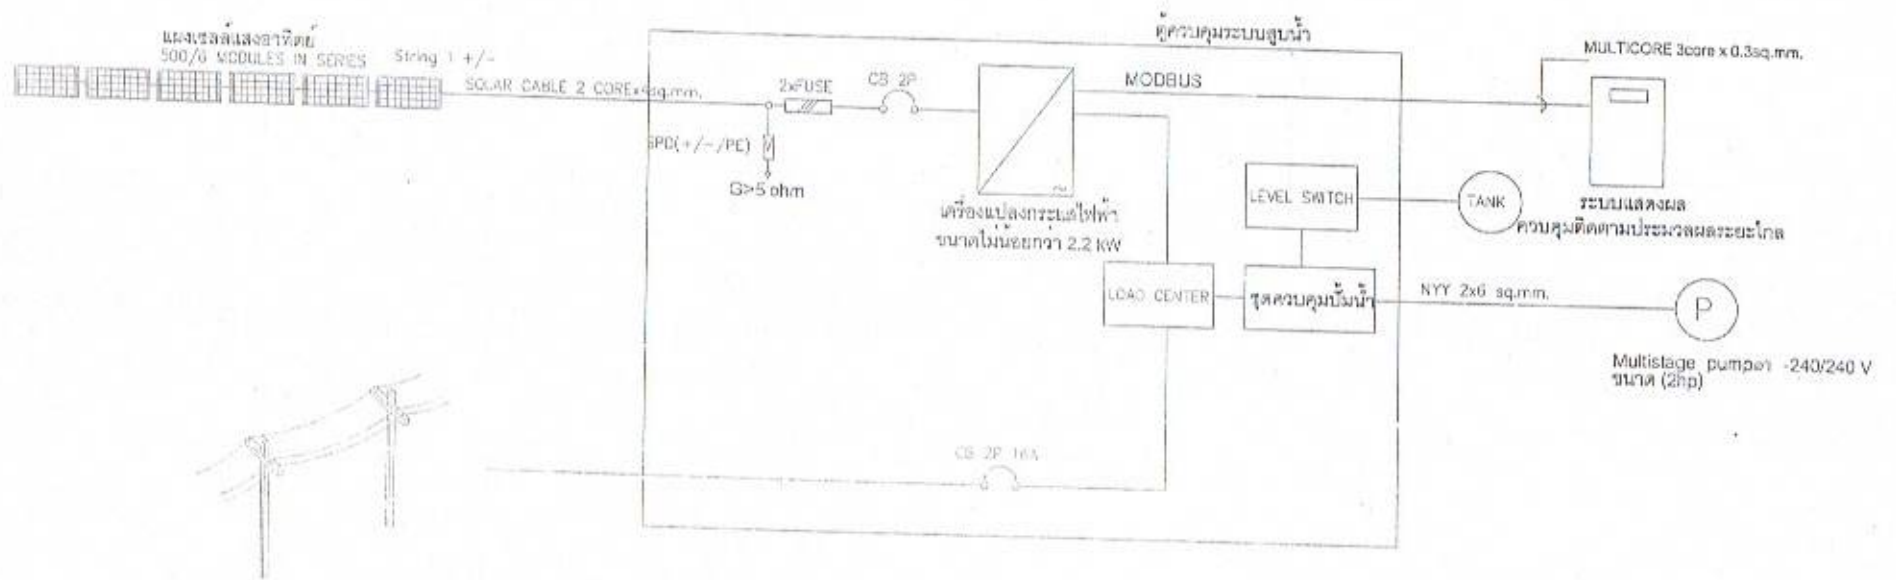 ตู้ควบคุมระบบสูบน้ำ
แผงเซลล์แสงอาทิตย์
500/6 MODULES IN SERIES
String 1 +/-
SOLAR CABLE 2 COREx4sq.mm.
2xFUSE
CB 2P
MODBUS
MULTICORE 3core x 0.3sq.mm.
SPD(+/-/PE)
G>5 ohm
เครื่องแปลงกระแสไฟฟ้า
ขนาดไม่น้อยกว่า 2.2 kW
LEVEL SWITCH
TANK
ระบบแสดงผล
ควบคุมติดตามประมวลผลระยะไกล
LOAD CENTER
ชุดควบคุมปั้มน้ำ
NYY 2x6 sq.mm.
P
Multistage -240/240 V
ขนาด (2hp)
CB 2P 16A